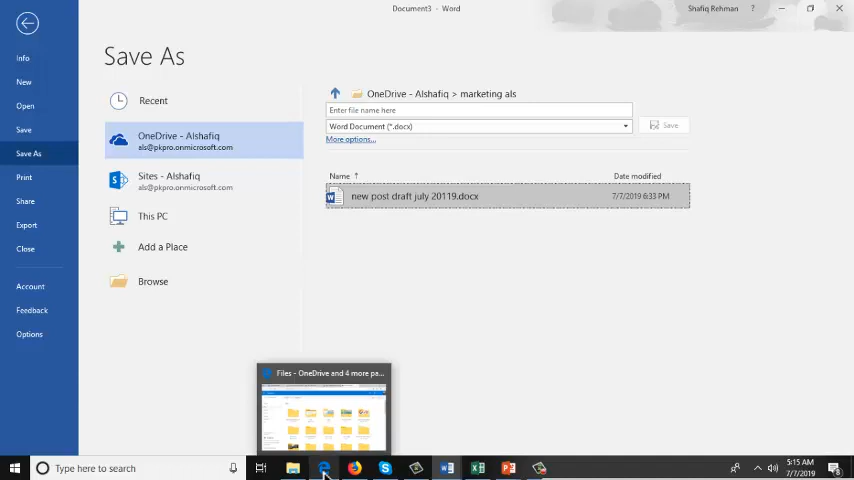 Document3 - Word
Shafiq Rehman
?
Info
New
Open
Save
Save As
Print
Share
Export
Close
Account
Feedback
Options
Save As
Recent
OneDrive - Alshafiq
als@pkpro.onmicrosoft.com
Sites - Alshafiq
als@pkpro.onmicrosoft.com
This PC
Add a Place
Browse
OneDrive - Alshafiq > marketing als
Enter file name here
Word Document (*.docx)
Save
More options...
Name
Date modified
new post draft july 20119.docx
7/7/2019 6:33 PM
Files - OneDrive and 4 more pa...
Type here to search
5:15 AM
7/7/2019